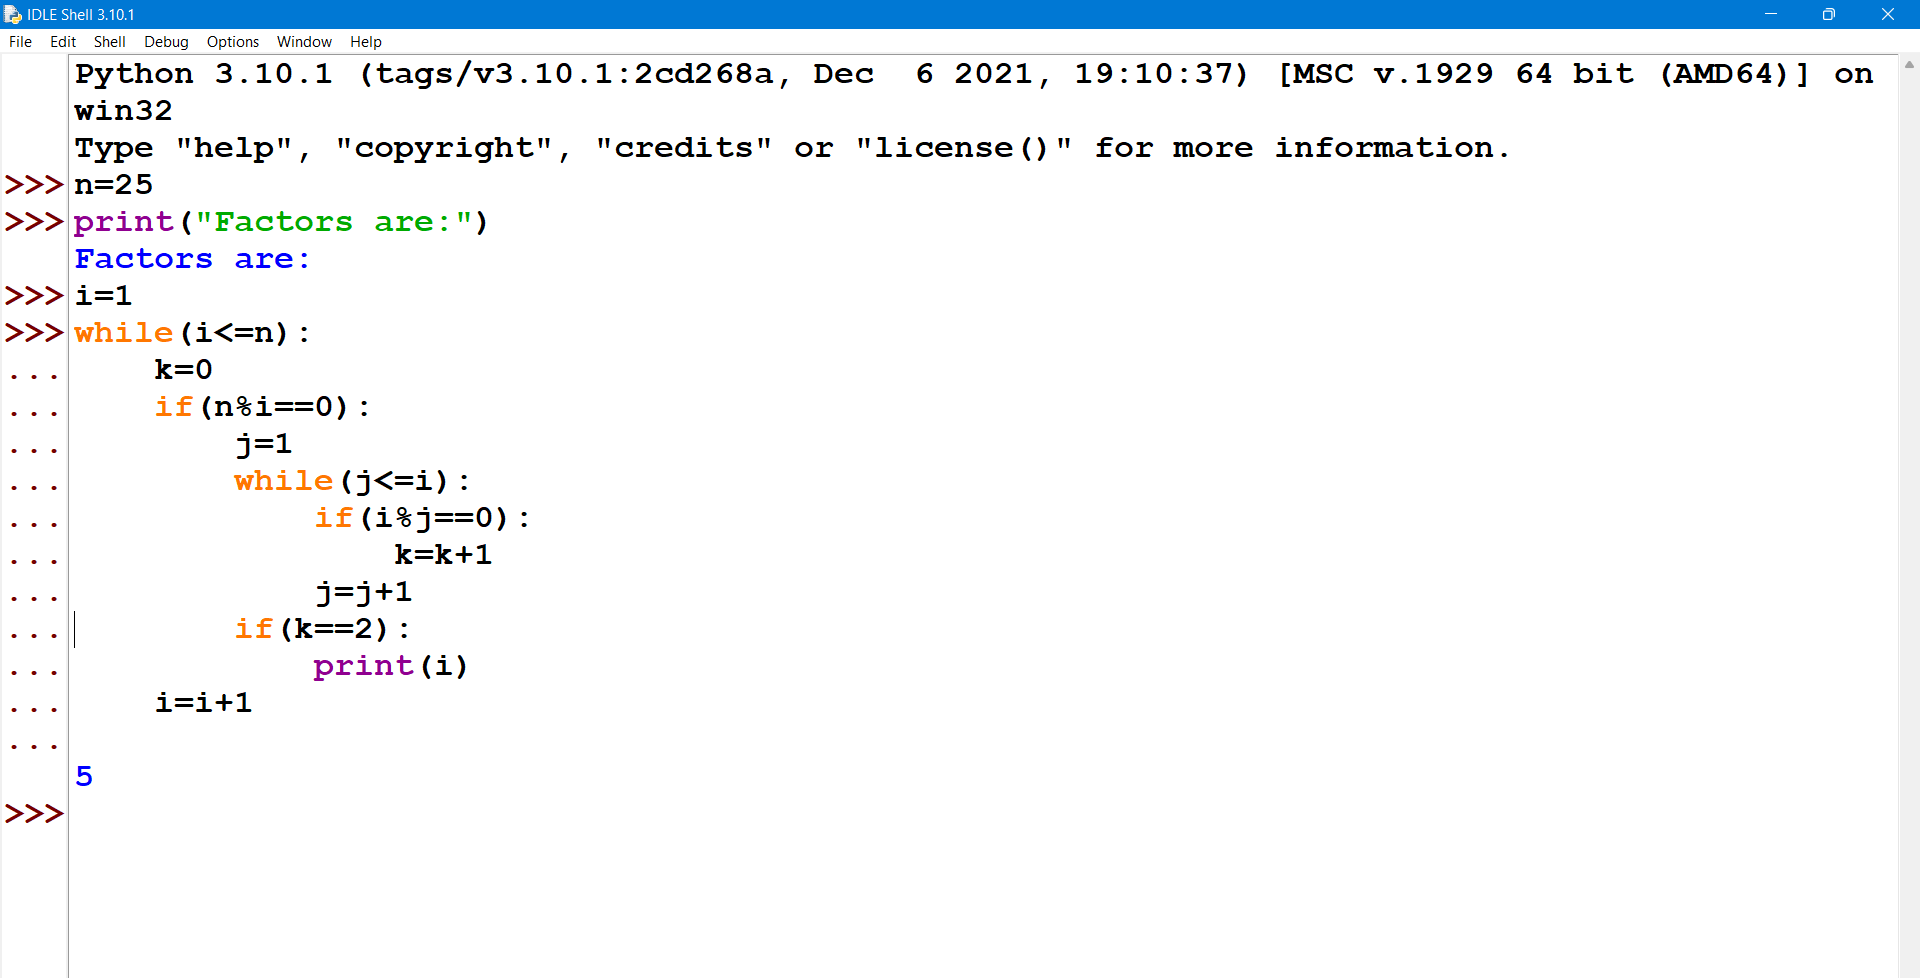 IDLE Shell 3.10.1
File Edit Shell Debug Options Window Help
Python 3.10.1 (tags/v3.10.1:2cd268a, Dec  6 2021, 19:10:37) [MSC v.1929 64 bit (AMD64)] on
win32
Type "help", "copyright", "credits" or "license()" for more information.
>>> n=25
>>> print("Factors are:")
Factors are:
>>> i=1
>>> while(i<=n):
...     k=0
...     if(n%i==0):
...         j=1
...         while(j<=i):
...             if(i%j==0):
...                 k=k+1
...             j=j+1
...         if(k==2):
...             print(i)
...     i=i+1
...
5
>>>